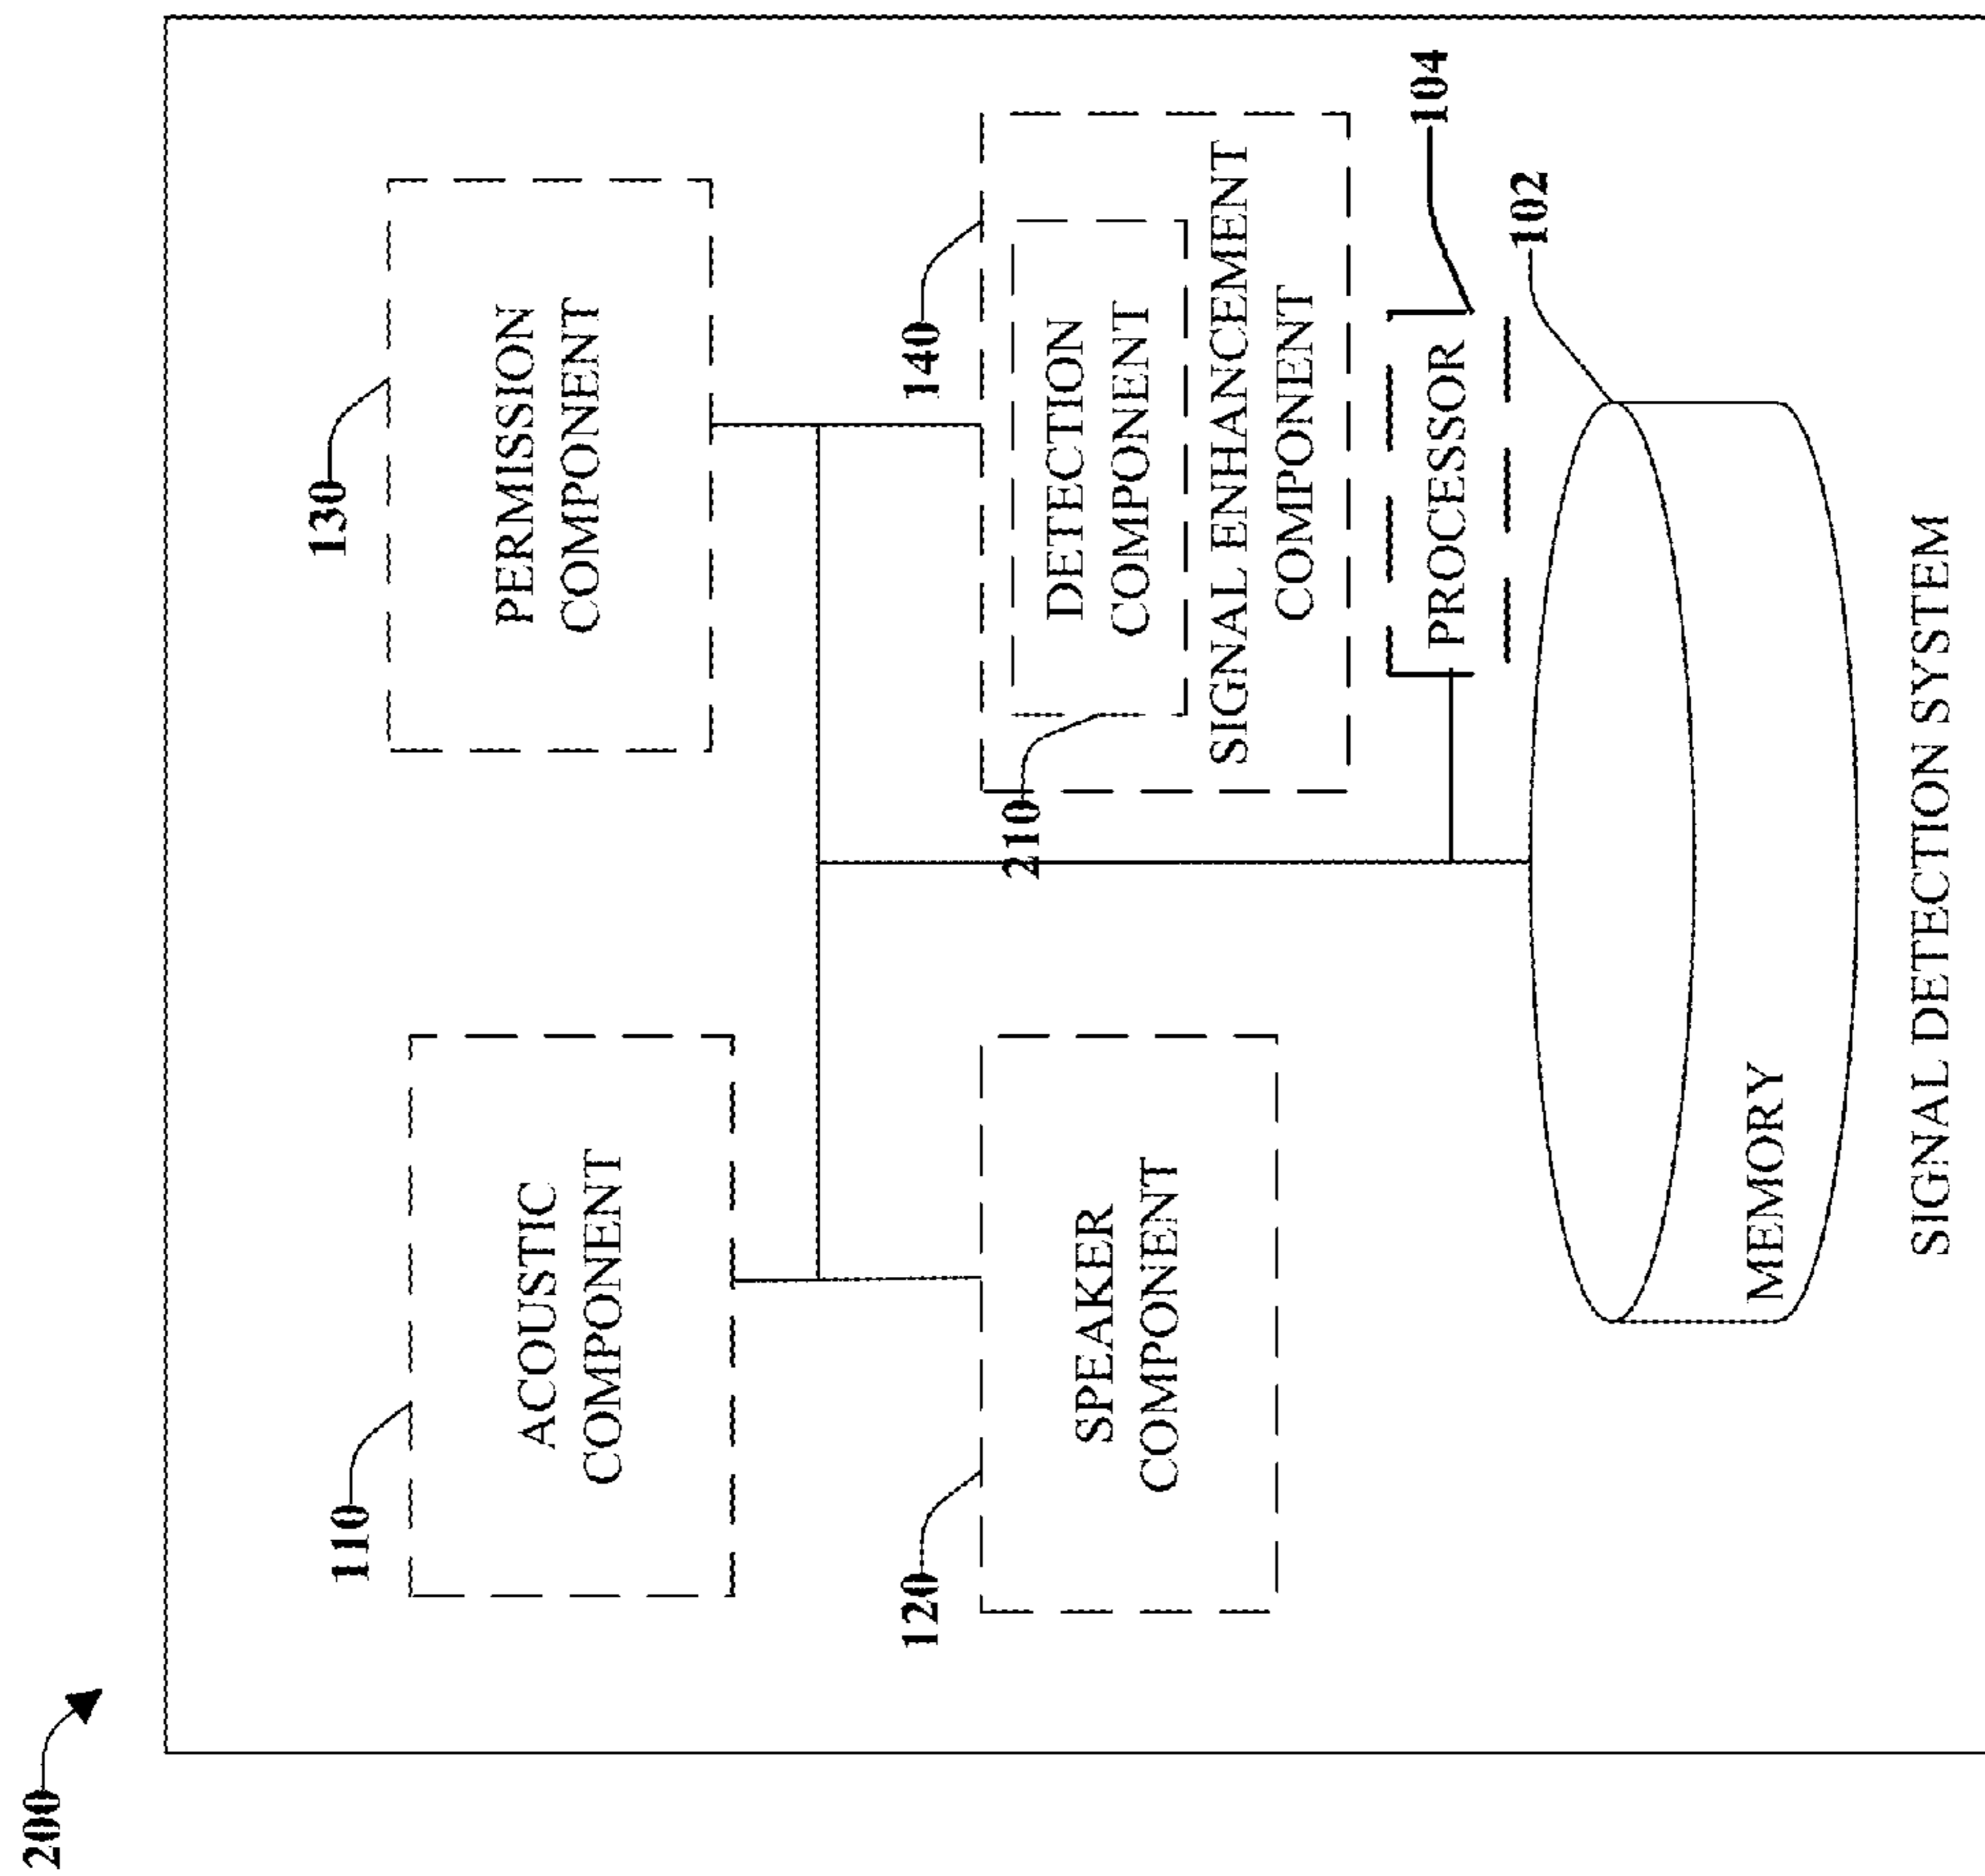 200
110
ACOUSTIC
COMPONENT
130
PERMISSION
COMPONENT
120
SPEAKER
COMPONENT
140
210
DETECTION
COMPONENT
SIGNAL ENHANCEMENT
COMPONENT
104
PROCESSOR
102
MEMORY
SIGNAL DETECTION SYSTEM